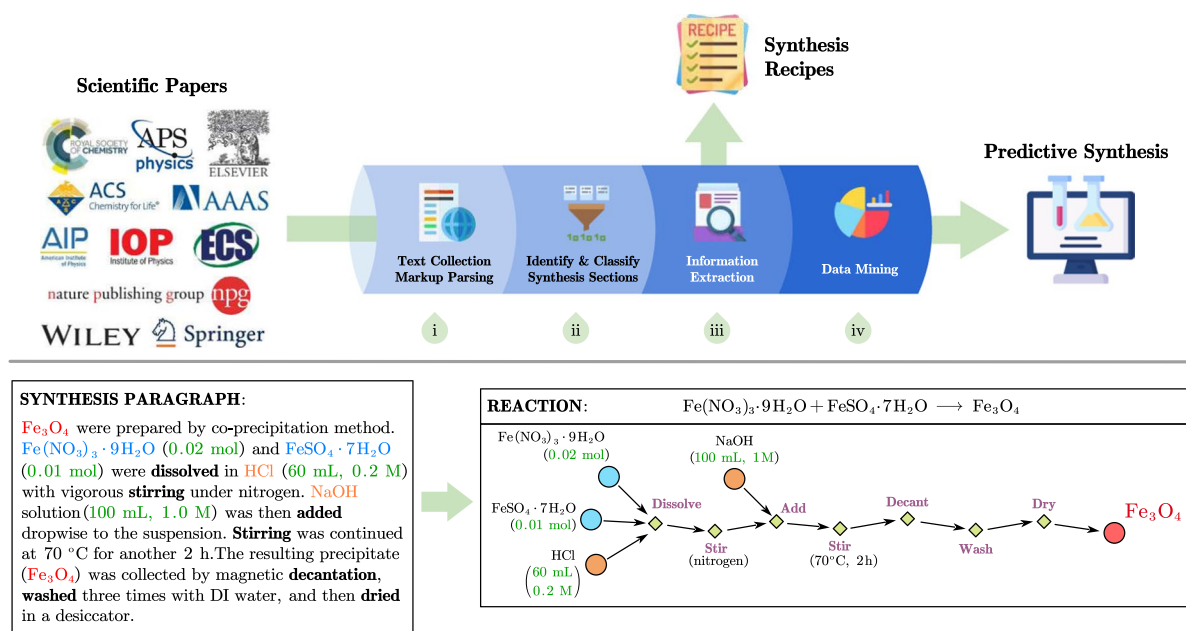 RECIPE
Synthesis
Recipes
Scientific Papers
ROYAL SOCIETY
OF CHEMISTRY
APS
physics
ELSEVIER
ACS
Chemistry for Life®
AAAS
AIP
American Institute
of Physics
IOP
Institute of Physics
ECS
nature publishing group npg
WILEY
Springer
Predictive Synthesis
Text Collection
Markup Parsing
Identify & Classify
Synthesis Sections
Information
Extraction
Data Mining
i
ii
iii
iv
SYNTHESIS PARAGRAPH:
Fe₃O₄ were prepared by co-precipitation method.
Fe(NO₃)₃·9H₂O (0.02 mol) and FeSO₄·7H₂O
(0.01 mol) were dissolved in HCl (60 mL, 0.2 M)
with vigorous stirring under nitrogen. NaOH
solution(100 mL, 1.0 M) was then added
dropwise to the suspension. Stirring was continued
at 70 °C for another 2 h.The resulting precipitate
(Fe₃O₄) was collected by magnetic decantation,
washed three times with DI water, and then dried
in a desiccator.
REACTION: Fe(NO₃)₃·9H₂O+FeSO₄·7H₂O ⟶ Fe₃O₄
Fe(NO₃)₃·9H₂O
(0.02 mol)
FeSO₄·7H₂O
(0.01 mol)
HCl
(60 mL
0.2 M)
Dissolve
Stir
(nitrogen)
NaOH
(100 mL, 1M)
Add
Stir
(70°C, 2h)
Decant
Wash
Dry
Fe₃O₄